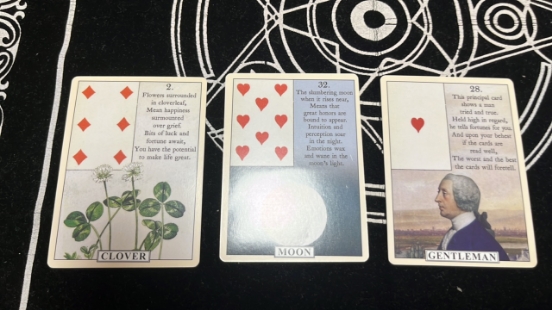 2.
Flowers surrounded
in cloverleaf,
Mean happiness
surmounted
over grief.
Bits of luck and
fortune await,
You have the potential
to make life great.
CLOVER
32.
The slumbering moon
when it rises next,
Means that
great honors are
bound to appear
Intuition and
perception soar
in the night.
Emotions wax
and wane in the
moon's light.
MOON
28.
This principal card
shows a man
tried and true.
Held high in regard,
he tells fortunes for you.
And upon your behest
if the cards are
read well,
The worst and the best
the cards will foretell.
GENTLEMAN